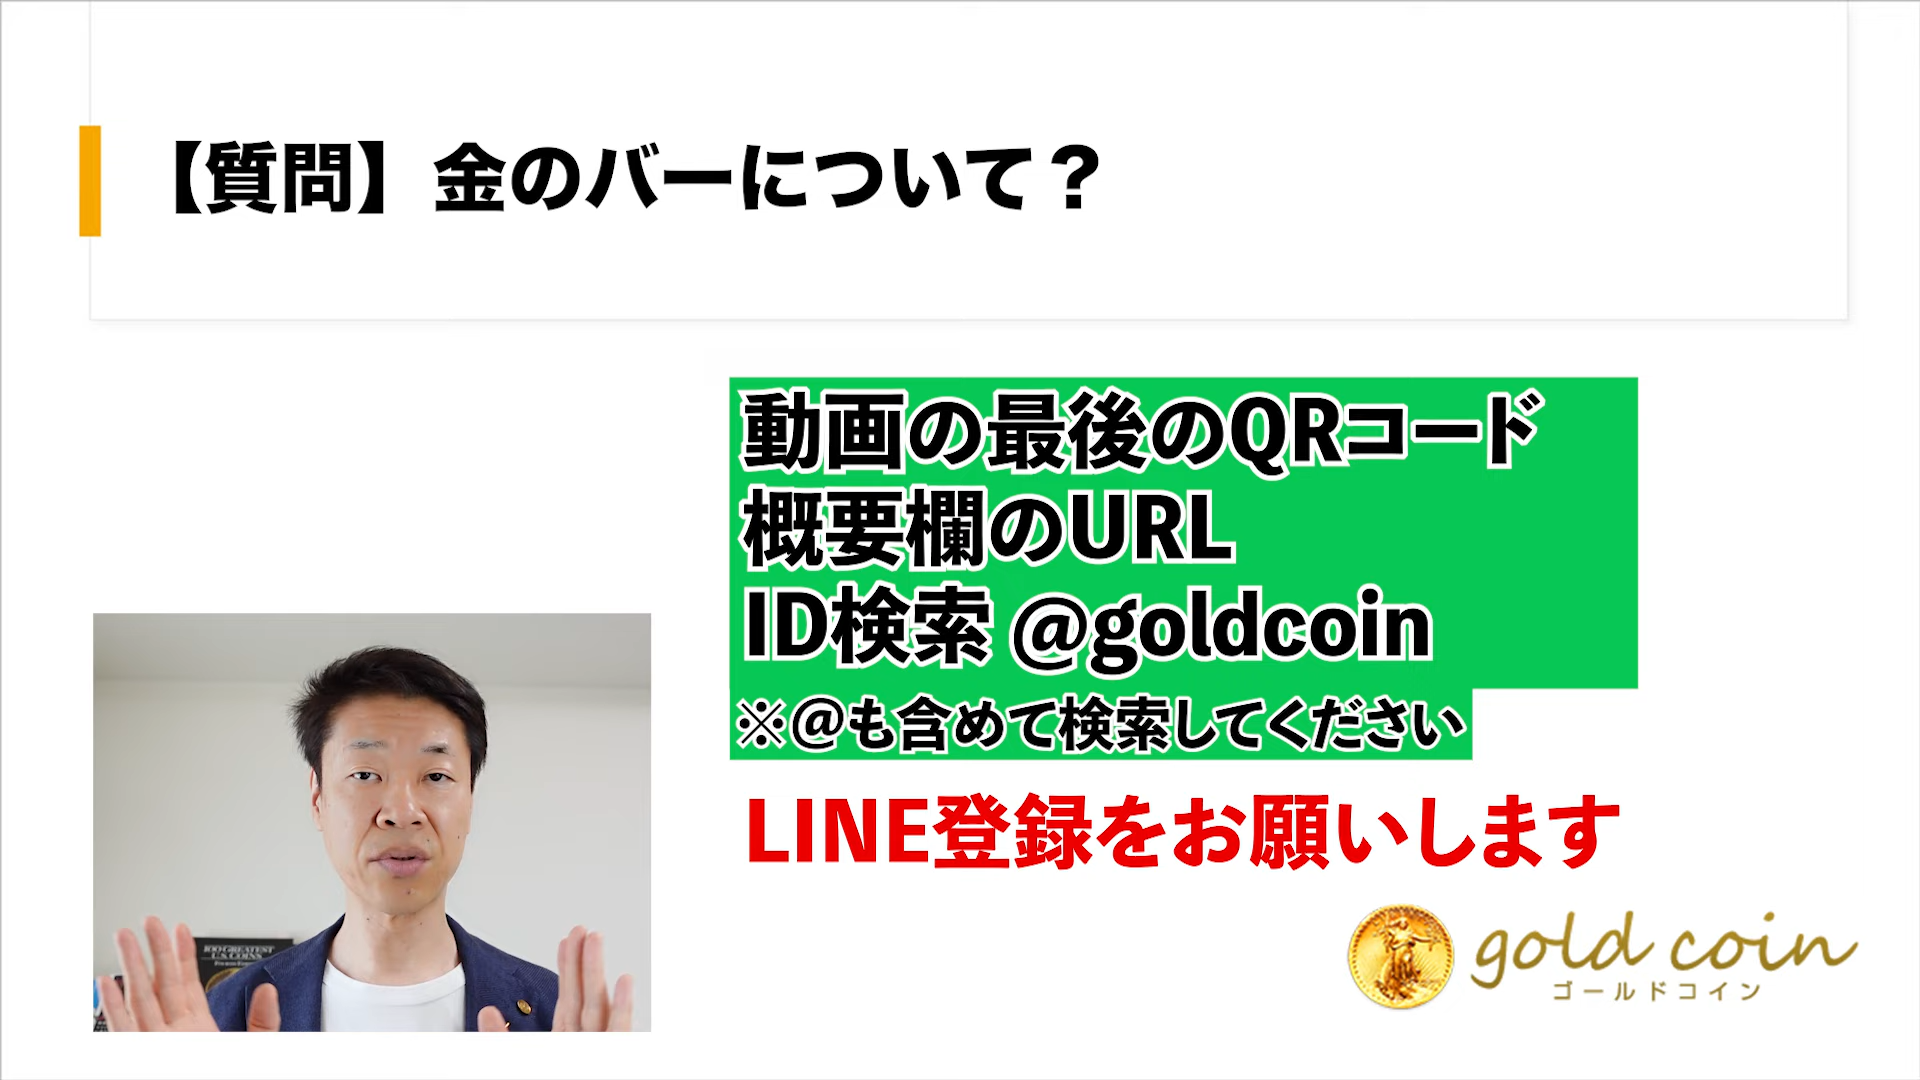 【質問】金のバーについて？
動画の最後のQRコード
概要欄のURL
ID検索 @goldcoin
※@も含めて検索してください
LINE登録をお願いします
100 GREATEST
U.S. COINS
gold coin
ゴールドコイン